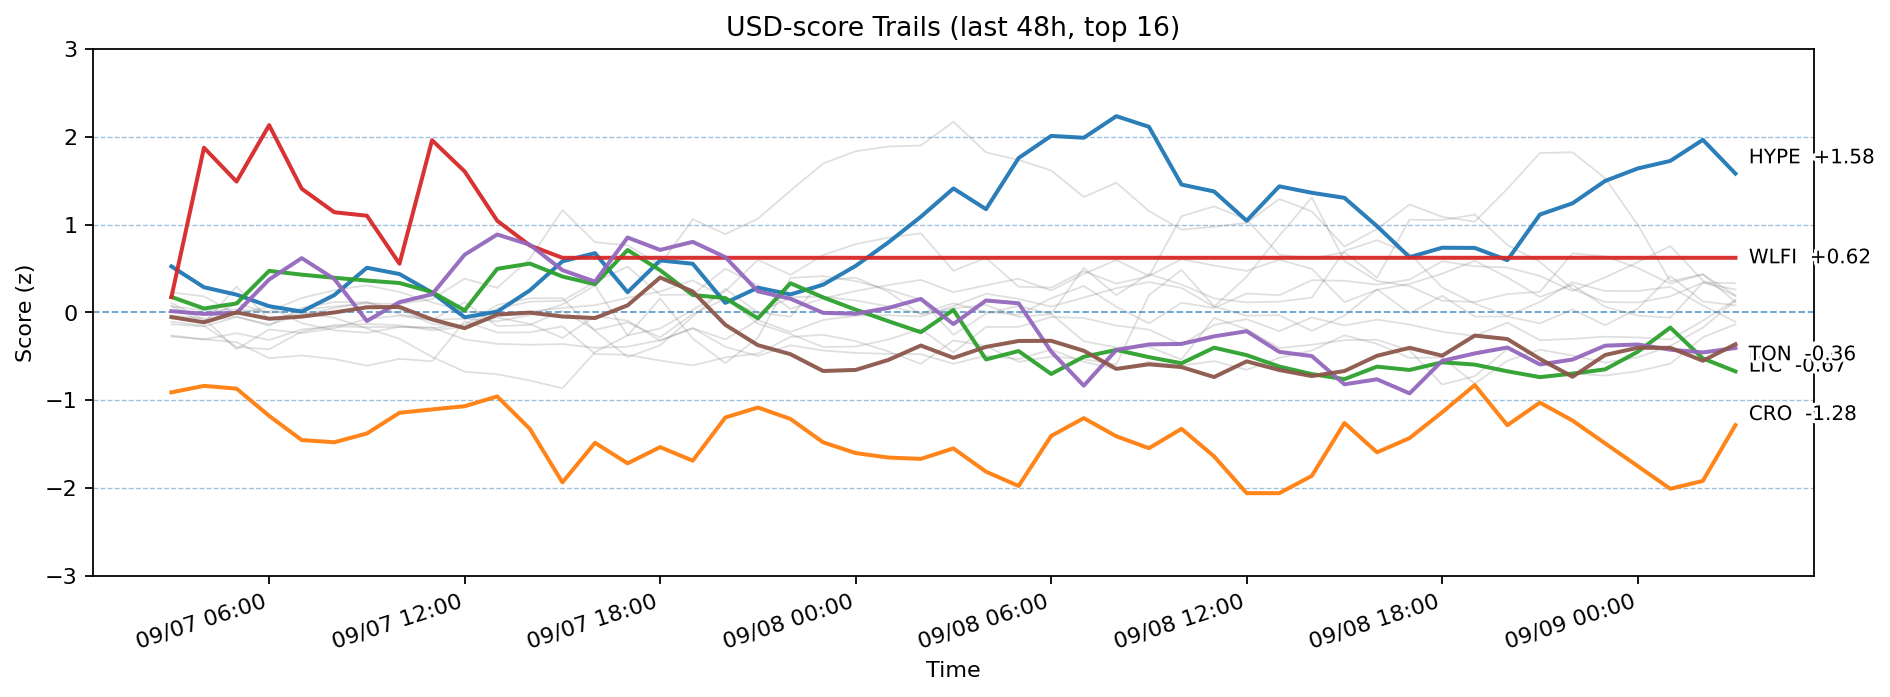 USD-score Trails (last 48h, top 16)
Score (z)
3
2
1
0
−1
−2
−3
HYPE +1.58
WLFI +0.62
TON -0.36
LTC -0.67
CRO -1.28
09/07 06:00
09/07 12:00
09/07 18:00
09/08 00:00
09/08 06:00
09/08 12:00
09/08 18:00
09/09 00:00
Time